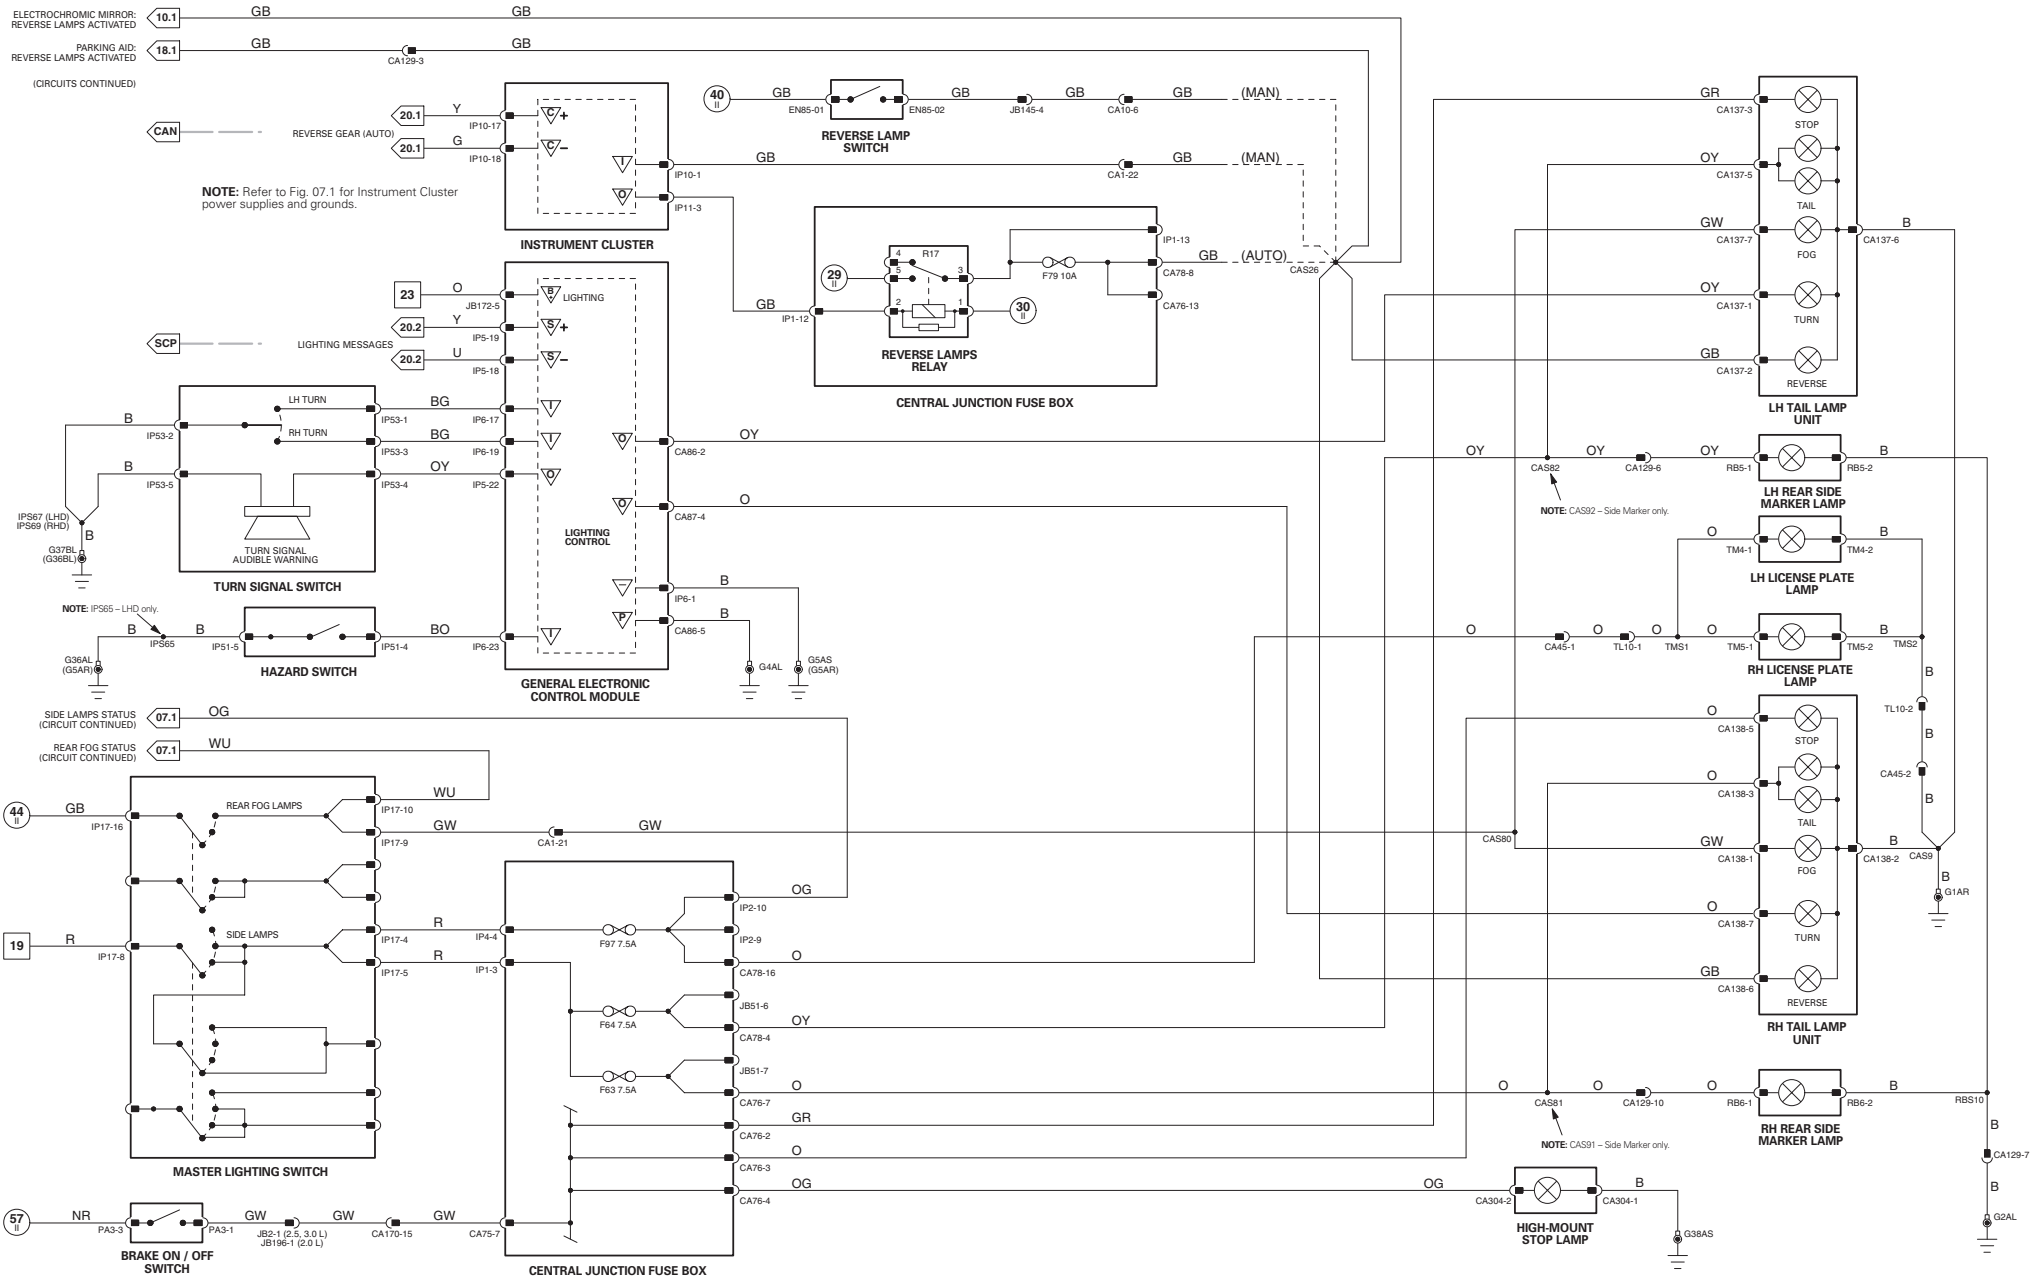 ELECTROCHROMIC MIRROR:
REVERSE LAMPS ACTIVATED
10.1
GB
GB
PARKING AID:
REVERSE LAMPS ACTIVATED
18.1
GB
CA129-3
GB
(CIRCUITS CONTINUED)
CAN
REVERSE GEAR (AUTO)
20.1
Y
IP10-17
C
+
20.1
G
IP10-18
C
–
I
IP10-1
GB
CA1-22
GB
(MAN)
O
IP11-3
INSTRUMENT CLUSTER
NOTE: Refer to Fig. 07.1 for Instrument Cluster
power supplies and grounds.
40
II
GB
EN85-01
EN85-02
GB
JB145-4
GB
CA10-6
GB
(MAN)
REVERSE LAMP
SWITCH
GB
IP1-12
29
II
4
5
R17
3
2
1
30
II
REVERSE LAMPS
RELAY
F79 10A
IP1-13
CA78-8
GB
(AUTO)
CAS26
CA76-13
CENTRAL JUNCTION FUSE BOX
23
O
JB172-5
B
LIGHTING
SCP
LIGHTING MESSAGES
20.2
Y
IP5-19
S
+
20.2
U
IP5-18
S
–
B
IP53-2
LH TURN
RH TURN
IP53-1
BG
IP6-17
I
IP53-3
BG
IP6-19
I
B
IP53-5
IP53-4
OY
IP5-22
O
TURN SIGNAL
AUDIBLE WARNING
TURN SIGNAL SWITCH
IPS67 (LHD)
IPS69 (RHD)
B
G37BL
(G36BL)
O
CA86-2
OY
O
CA87-4
O
LIGHTING
CONTROL
–
IP6-1
B
P
CA86-5
B
G4AL
G5AS
(G5AR)
NOTE: IPS65 – LHD only.
B
IPS65
B
IP51-5
IP51-4
BO
IP6-23
I
G36AL
(G5AR)
HAZARD SWITCH
GENERAL ELECTRONIC
CONTROL MODULE
SIDE LAMPS STATUS
(CIRCUIT CONTINUED)
07.1
OG
REAR FOG STATUS
(CIRCUIT CONTINUED)
07.1
WU
44
II
GB
IP17-16
REAR FOG LAMPS
IP17-10
WU
IP17-9
GW
CA1-21
GW
CAS80
19
R
IP17-8
SIDE LAMPS
IP17-4
R
IP4-4
IP17-5
R
IP1-3
MASTER LIGHTING SWITCH
F97 7.5A
IP2-10
OG
IP2-9
CA78-16
O
F64 7.5A
JB51-6
CA78-4
OY
F63 7.5A
JB51-7
CA76-7
O
CA76-2
GR
CA76-3
O
CA76-4
OG
57
II
NR
PA3-3
PA3-1
GW
JB2-1 (2.5, 3.0 L)
JB196-1 (2.0 L)
GW
CA170-15
GW
CA75-7
BRAKE ON / OFF
SWITCH
CENTRAL JUNCTION FUSE BOX
GR
CA137-3
STOP
OY
CA137-5
TAIL
GW
CA137-7
FOG
CA137-6
B
OY
CA137-1
TURN
GB
CA137-2
REVERSE
LH TAIL LAMP
UNIT
OY
CAS82
OY
CA129-6
OY
RB5-1
RB5-2
B
NOTE: CAS92 – Side Marker only.
LH REAR SIDE
MARKER LAMP
O
TM4-1
TM4-2
B
LH LICENSE PLATE
LAMP
O
CA45-1
O
TL10-1
O
TMS1
O
TM5-1
TM5-2
B
TMS2
RH LICENSE PLATE
LAMP
B
TL10-2
B
CA45-2
B
O
CA138-5
STOP
O
CA138-3
TAIL
GW
CA138-1
FOG
CA138-2
B
CAS9
B
G1AR
O
CA138-7
TURN
GB
CA138-6
REVERSE
RH TAIL LAMP
UNIT
O
CAS81
O
CA129-10
O
RB6-1
RB6-2
B
RBS10
NOTE: CAS91 – Side Marker only.
RH REAR SIDE
MARKER LAMP
B
CA129-7
B
G2AL
OG
CA304-2
CA304-1
B
G38AS
HIGH-MOUNT
STOP LAMP